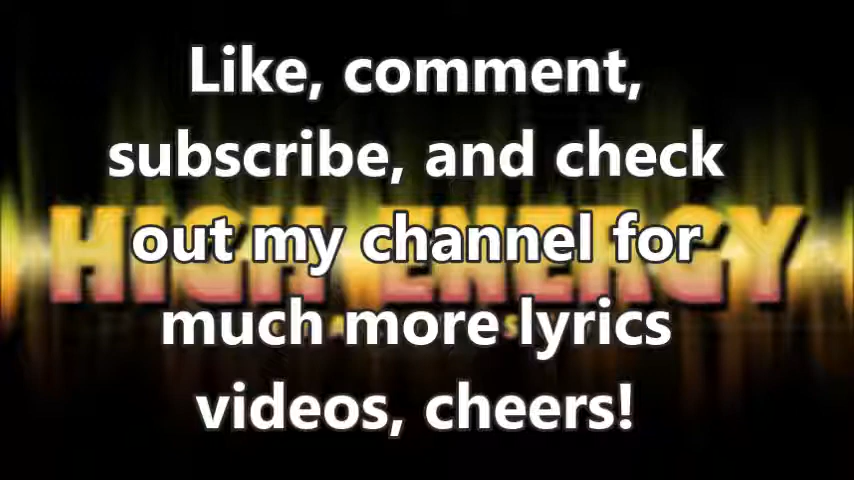 Like, comment,
subscribe, and check
HIGH ENERGY
out my channel for
much more lyrics
videos, cheers!